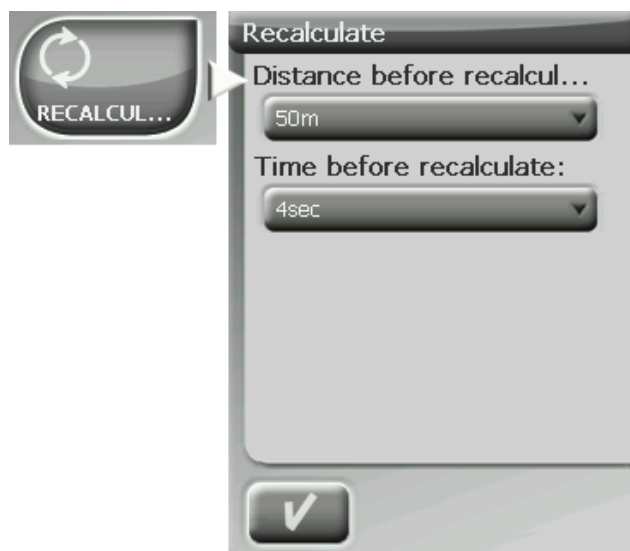 RECALCUL...
Recalculate
Distance before recalcul...
50m
Time before recalculate:
4sec